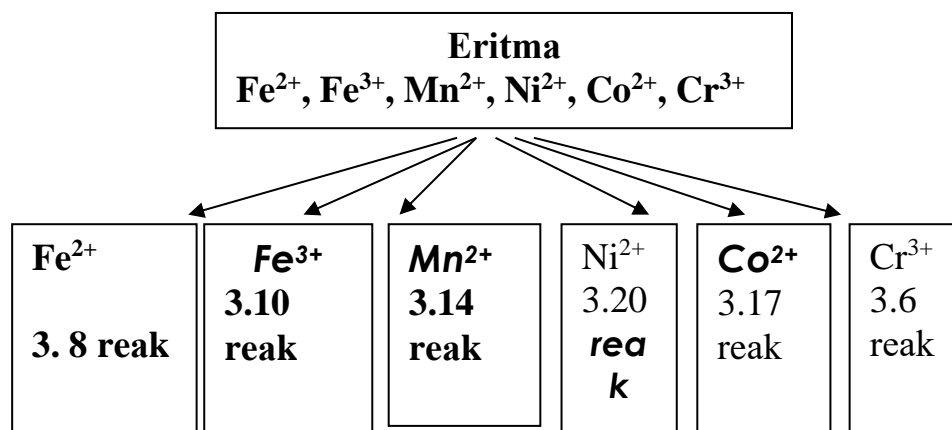 Eritma
Fe²⁺, Fe³⁺, Mn²⁺, Ni²⁺, Co²⁺, Cr³⁺
Fe²⁺
3. 8 reak
Fe³⁺
3.10
reak
Mn²⁺
3.14
reak
Ni²⁺
3.20
rea
k
Co²⁺
3.17
reak
Cr³⁺
3.6
reak